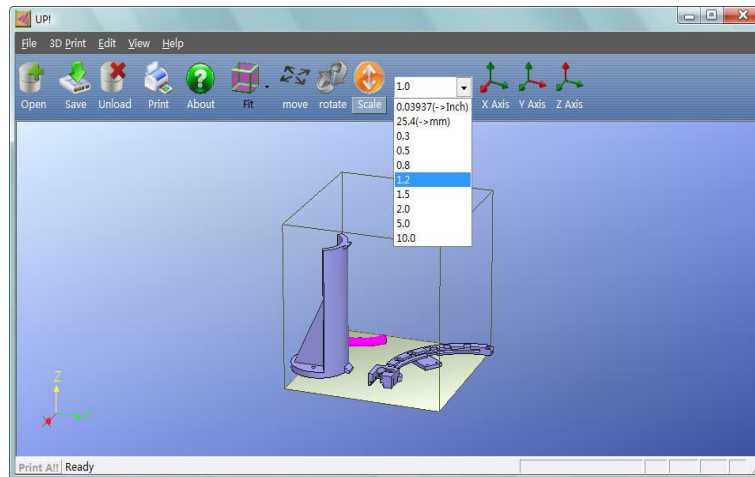 UP!
File 3D Print Edit View Help
Open Save Unload Print About Fit move rotate Scale 1.0 X Axis Y Axis Z Axis
0.03937(->Inch)
25.4(->mm)
0.3
0.5
0.8
1.2
1.5
2.0
5.0
10.0
Z
X
Print A!! Ready